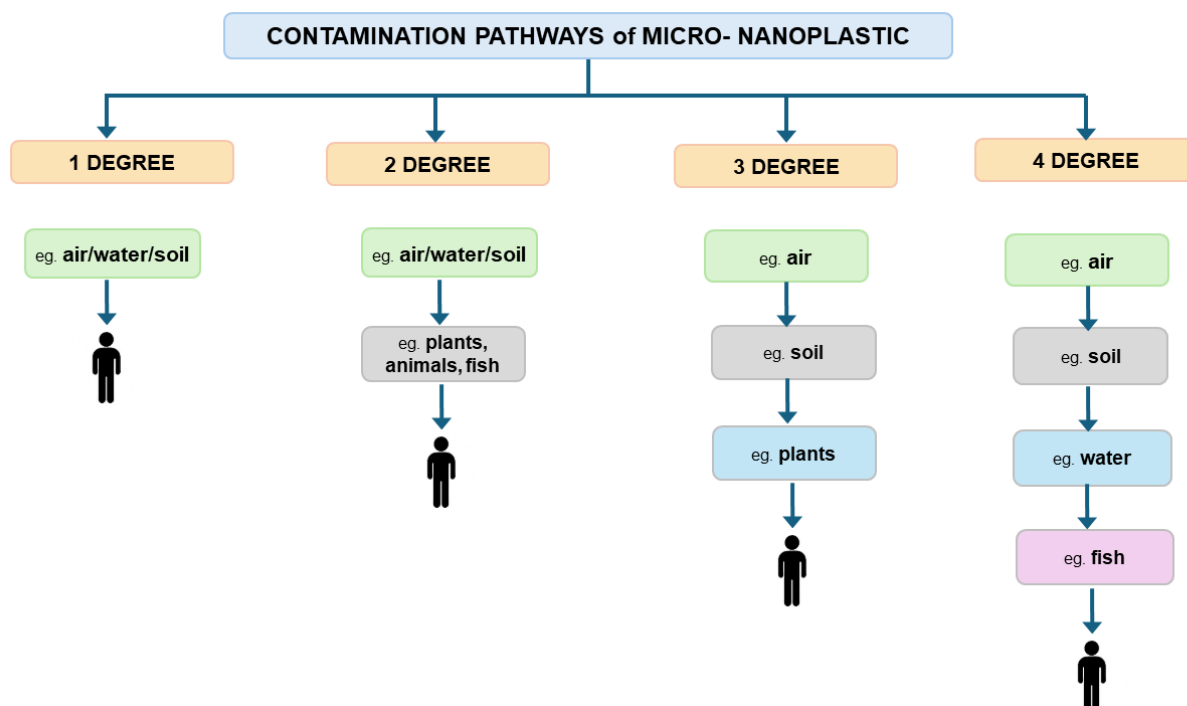 CONTAMINATION PATHWAYS of MICRO- NANOPLASTIC
1 DEGREE
eg. air/water/soil
2 DEGREE
eg. air/water/soil
eg. plants,
animals, fish
3 DEGREE
eg. air
eg. soil
eg. plants
4 DEGREE
eg. air
eg. soil
eg. water
eg. fish